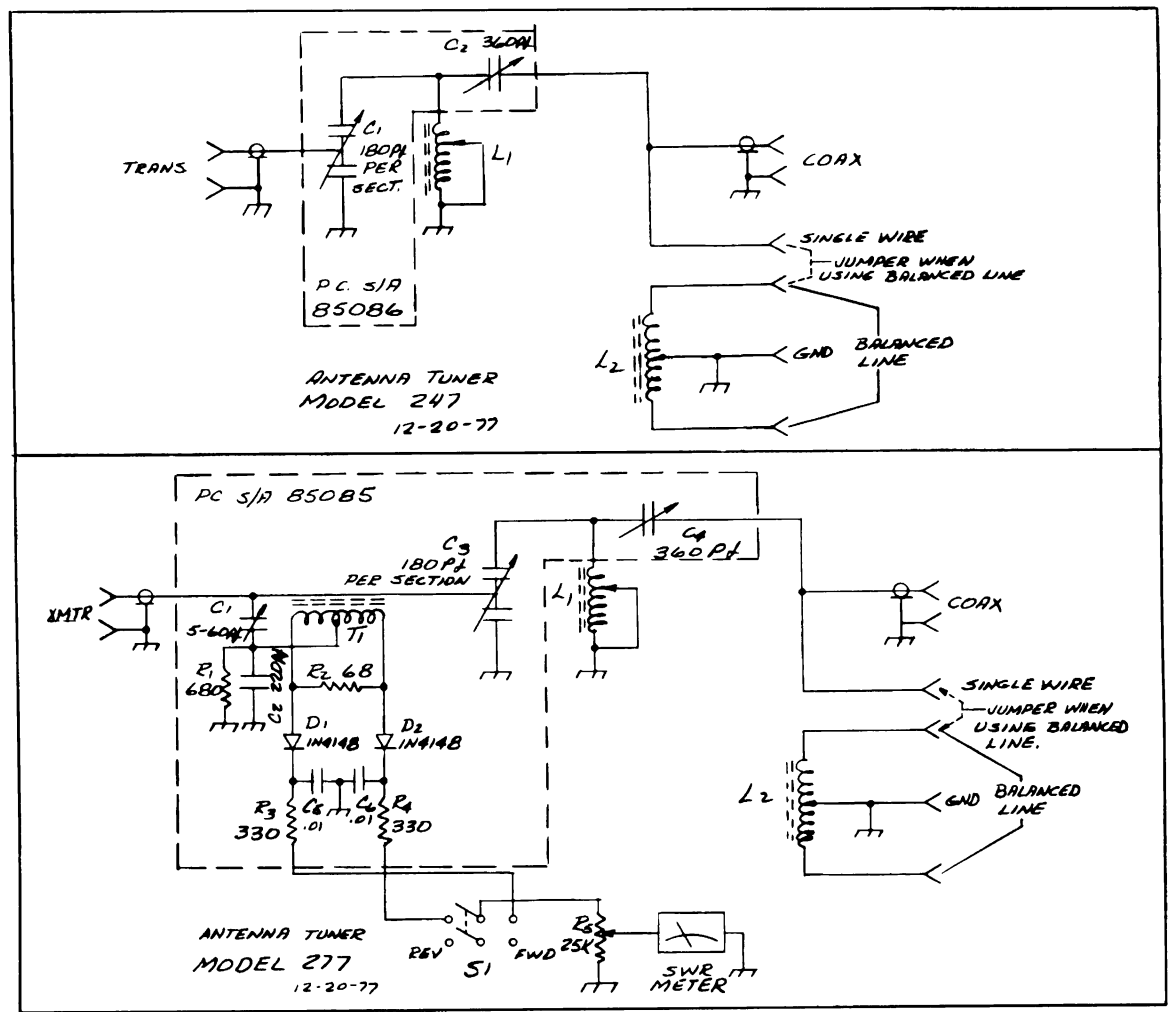 C2 360Pf
C1
180Pf
PER
SECT.
L1
TRANS
COAX
SINGLE WIRE
JUMPER WHEN
USING BALANCED LINE
P.C. S/A
85086
L2
GND
BALANCED
LINE
ANTENNA TUNER
MODEL 247
12-20-77
PC S/A 85085
C3
180Pf
PER SECTION
C4
360Pf
L1
XMTR
C1
5-60Pf
T1
COAX
R1
680
C2
R2 68
D1
1N4148
D2
1N4148
SINGLE WIRE
JUMPER WHEN
USING BALANCED
LINE.
R3
330
C5
.01
C6
.01
R4
330
L2
GND
BALANCED
LINE
REV
S1
FWD
R5
25K
SWR
METER
ANTENNA TUNER
MODEL 277
12-20-77